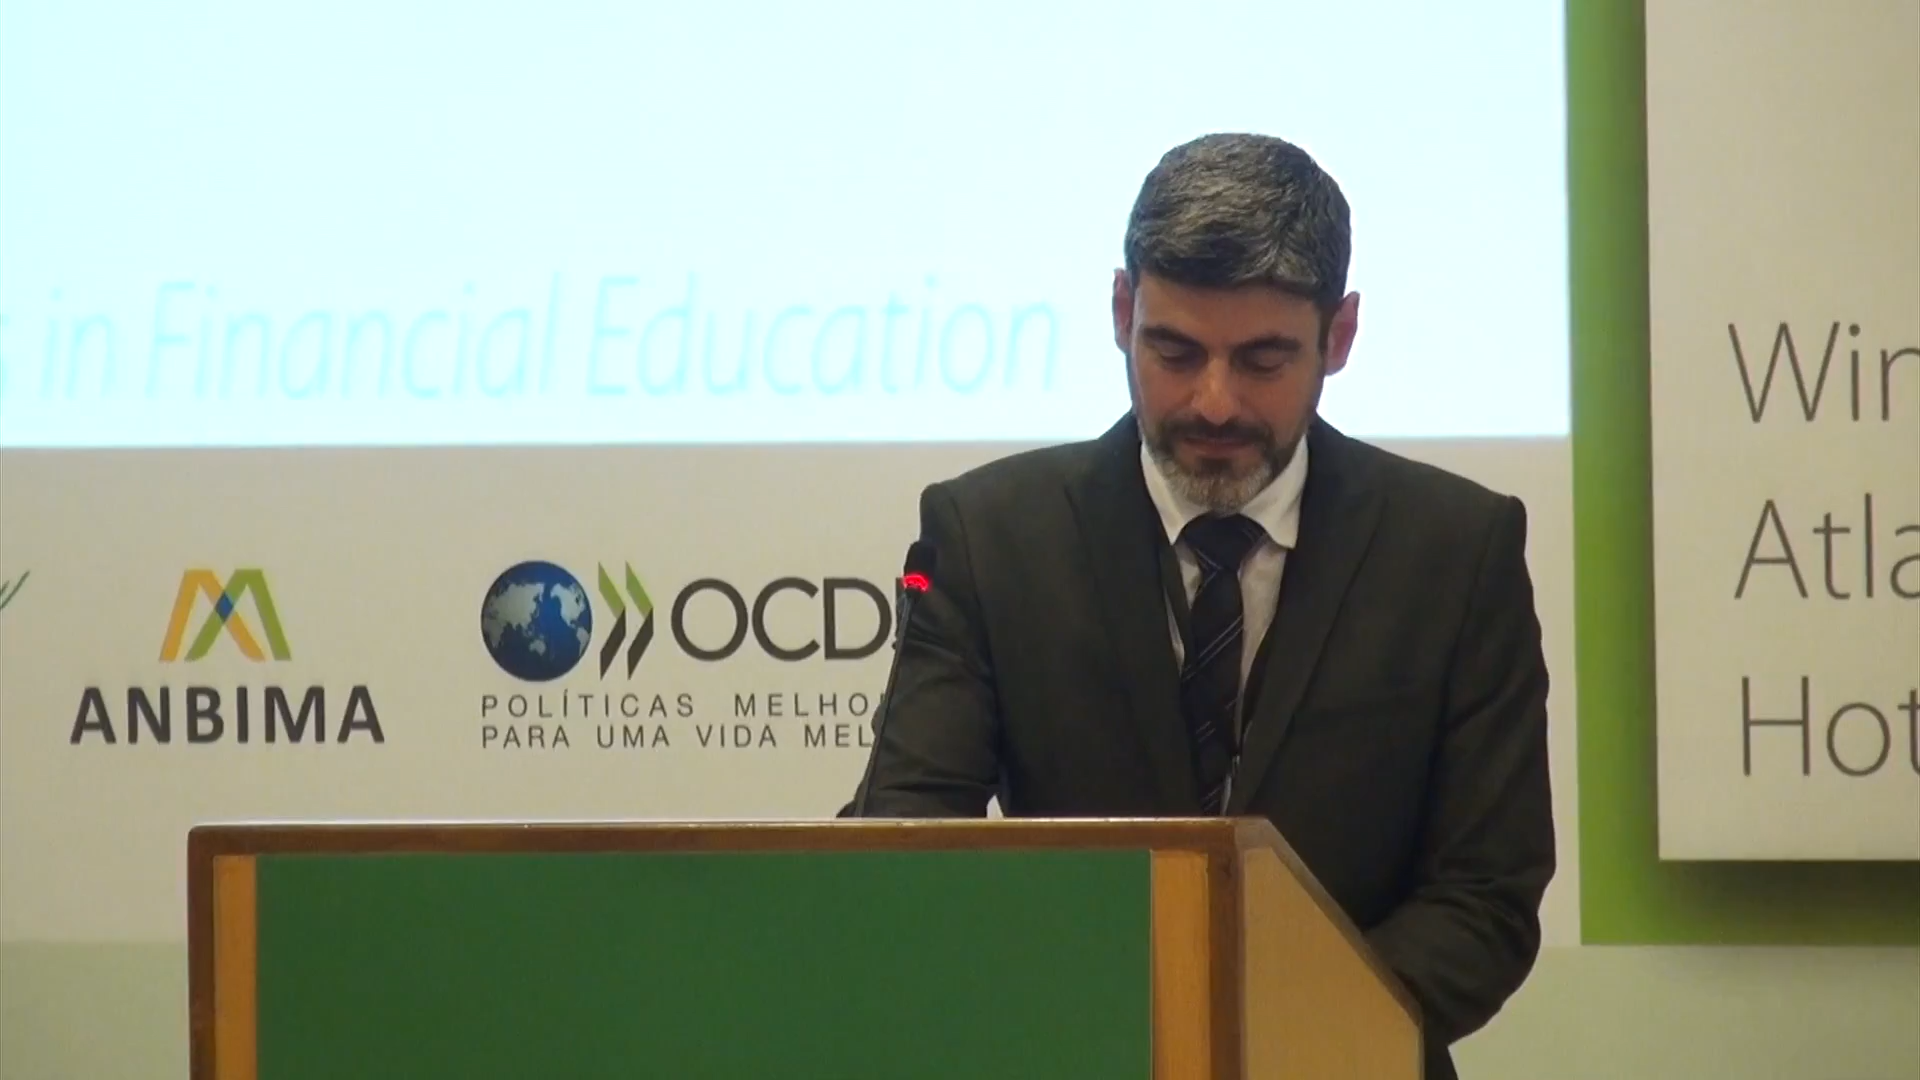 in Financial Education
ANBIMA
OCD
POLÍTICAS MELHO
PARA UMA VIDA MEL
Win
Atla
Hot